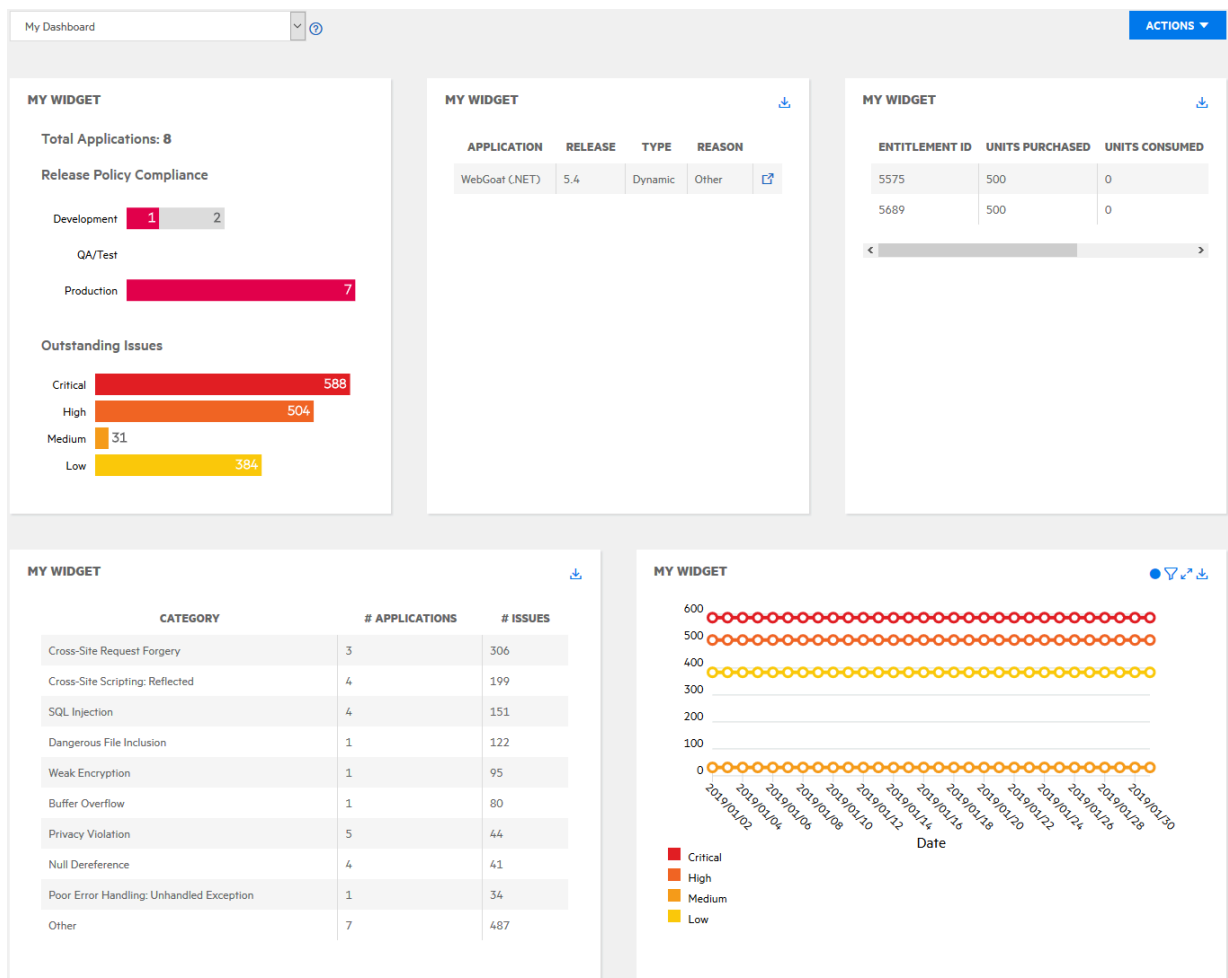 My Dashboard
ACTIONS
MY WIDGET
Total Applications: 8
Release Policy Compliance
Development 1 2
QA/Test
Production 7
Outstanding Issues
Critical 588
High 504
Medium 31
Low 384
MY WIDGET
APPLICATION RELEASE TYPE REASON
WebGoat (.NET) 5.4 Dynamic Other
MY WIDGET
ENTITLEMENT ID UNITS PURCHASED UNITS CONSUMED
5575 500 0
5689 500 0
MY WIDGET
CATEGORY # APPLICATIONS # ISSUES
Cross-Site Request Forgery 3 306
Cross-Site Scripting: Reflected 4 199
SQL Injection 4 151
Dangerous File Inclusion 1 122
Weak Encryption 1 95
Buffer Overflow 1 80
Privacy Violation 5 44
Null Dereference 4 41
Poor Error Handling: Unhandled Exception 1 34
Other 7 487
MY WIDGET
600
500
400
300
200
100
0
2019/01/02 2019/01/04 2019/01/06 2019/01/08 2019/01/10 2019/01/12 2019/01/14 2019/01/16 2019/01/18 2019/01/20 2019/01/22 2019/01/24 2019/01/26 2019/01/28 2019/01/30
Date
Critical
High
Medium
Low